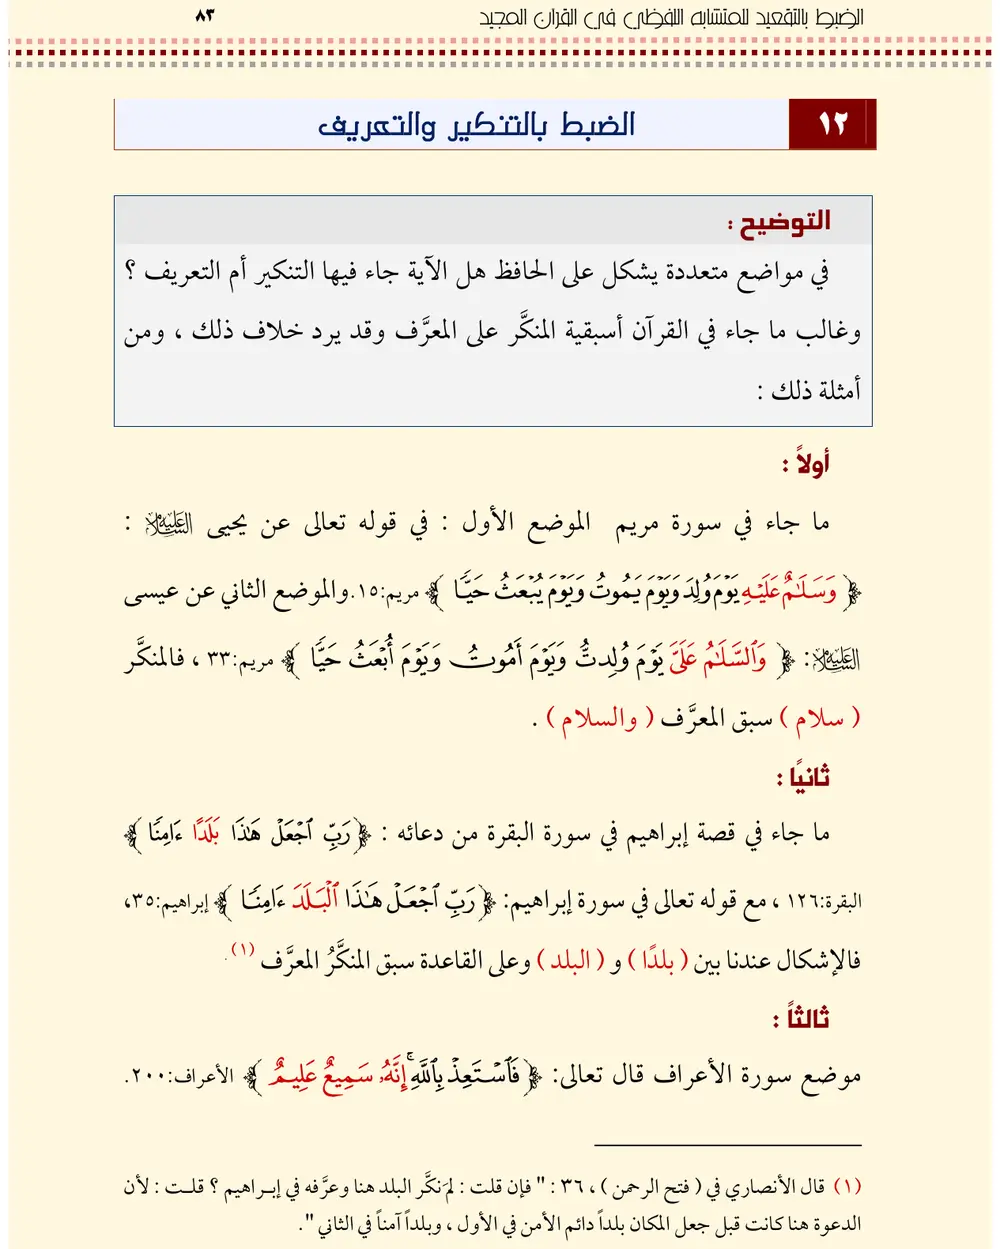 الضبط بالتقعيد للمتشابه اللفظي في القرآن المجيد ٨٣
١٢ الضبط بالتنكير والتعريف
التوضيح :
في مواضع متعددة يشكل على الحافظ هل الآية جاء فيها التنكير أم التعريف ؟
وغالب ما جاء في القرآن أسبقية المنكَّر على المعرَّف وقد يرد خلاف ذلك ، ومن
أمثلة ذلك :
أولاً :
ما جاء في سورة مريم الموضع الأول : في قوله تعالى عن يحيى عليه السلام :
﴿ وَسَلَٰمٌ عَلَيْهِ يَوْمَ وُلِدَ وَيَوْمَ يَمُوتُ وَيَوْمَ يُبْعَثُ حَيًّا ﴾ مريم:١٥.والموضع الثاني عن عيسى
عليه السلام: ﴿ وَٱلسَّلَٰمُ عَلَىَّ يَوْمَ وُلِدتُّ وَيَوْمَ أَمُوتُ وَيَوْمَ أُبْعَثُ حَيًّا ﴾ مريم:٣٣ ، فالمنكَّر
( سلام ) سبق المعرَّف ( والسلام ) .
ثانيًا :
ما جاء في قصة إبراهيم في سورة البقرة من دعائه : ﴿ رَبِّ ٱجْعَلْ هَٰذَا بَلَدًا ءَامِنًا ﴾
البقرة:١٢٦ ، مع قوله تعالى في سورة إبراهيم: ﴿ رَبِّ ٱجْعَلْ هَٰذَا ٱلْبَلَدَ ءَامِنًا ﴾ إبراهيم:٣٥،
فالإشكال عندنا بين ( بلدًا ) و ( البلد ) وعلى القاعدة سبق المنكَّرُ المعرَّف (١).
ثالثاً :
موضع سورة الأعراف قال تعالى: ﴿ فَٱسْتَعِذْ بِٱللَّهِ ۚ إِنَّهُۥ سَمِيعٌ عَلِيمٌ ﴾ الأعراف:٢٠٠.
(١) قال الأنصاري في ( فتح الرحمن ) ، ٣٦ : " فإن قلت : لمَ نكَّر البلد هنا وعرَّفه في إبراهيم ؟ قلت : لأن
الدعوة هنا كانت قبل جعل المكان بلداً دائم الأمن في الأول ، وبلداً آمناً في الثاني ".